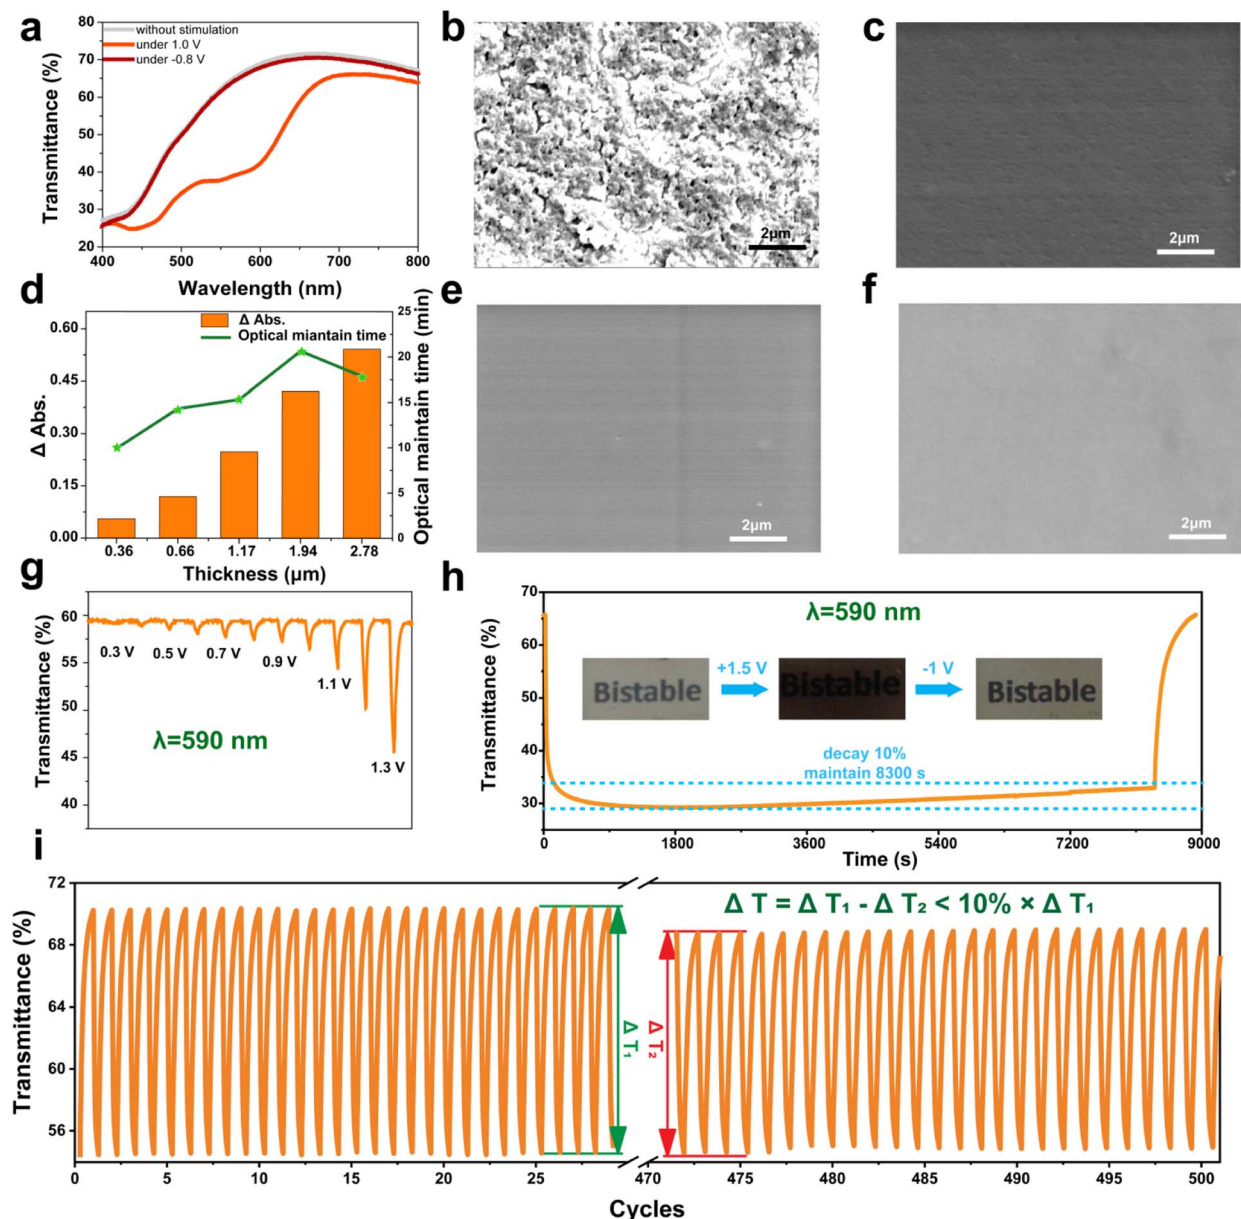 a
without stimulation
under 1.0 V
under -0.8 V
Transmittance (%)
80
70
60
50
40
30
20
400
500
600
700
800
Wavelength (nm)
b
2μm
c
2μm
d
Δ Abs.
Optical miantain time
Δ Abs.
0.60
0.45
0.30
0.15
0.00
Optical maintain time (min)
25
20
15
10
5
0
0.36
0.66
1.17
1.94
2.78
Thickness (μm)
e
2μm
f
2μm
g
Transmittance (%)
60
55
50
45
40
0.3 V
0.5 V
0.7 V
0.9 V
1.1 V
1.3 V
λ=590 nm
h
Transmittance (%)
70
60
50
40
30
λ=590 nm
Bistable
+1.5 V
Bistable
-1 V
Bistable
decay 10%
maintain 8300 s
0
1800
3600
5400
7200
9000
Time (s)
i
Transmittance (%)
72
68
64
60
56
Δ T₁
Δ T₂
Δ T = Δ T₁ - Δ T₂ < 10% × Δ T₁
0
5
10
15
20
25
470
475
480
485
490
495
500
Cycles